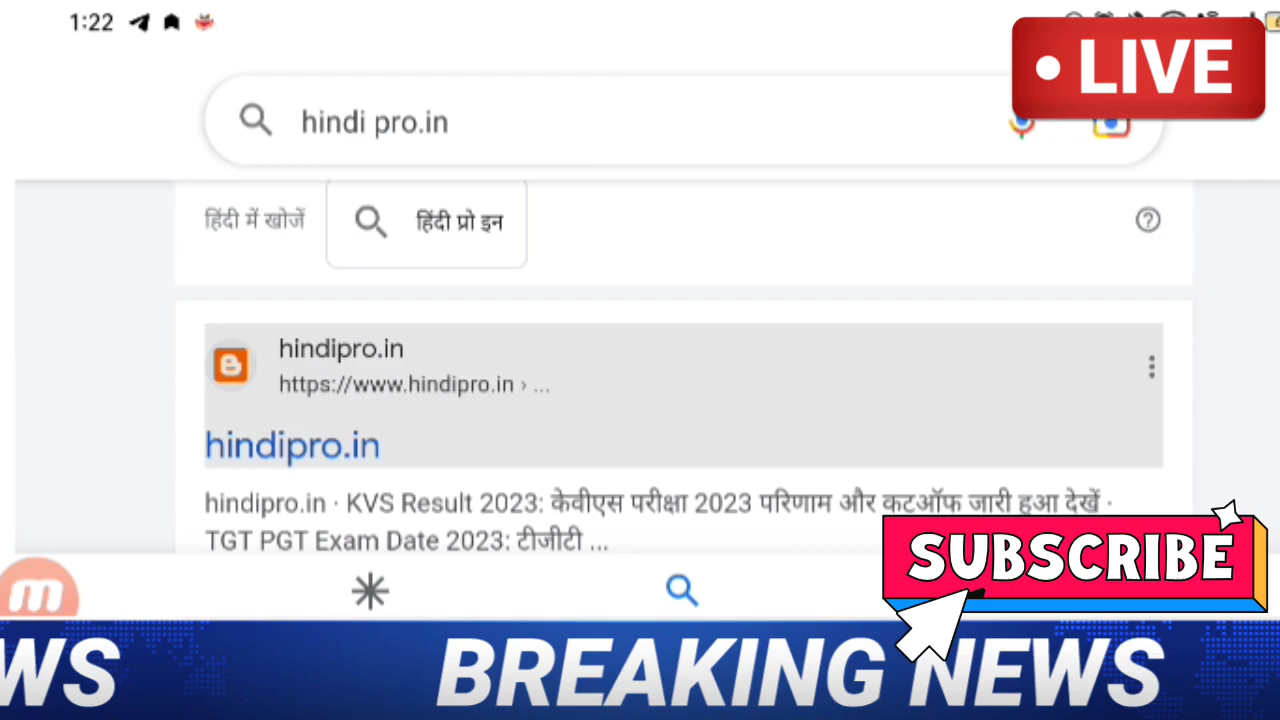 1:22
LIVE
hindi pro.in
हिंदी में खोजें
हिंदी प्रो इन
hindipro.in
https://www.hindipro.in › ...
hindipro.in
hindipro.in · KVS Result 2023: केवीएस परीक्षा 2023 परिणाम और कटऑफ जारी हुआ देखें ·
TGT PGT Exam Date 2023: टीजीटी ...
SUBSCRIBE
WS BREAKING NEWS